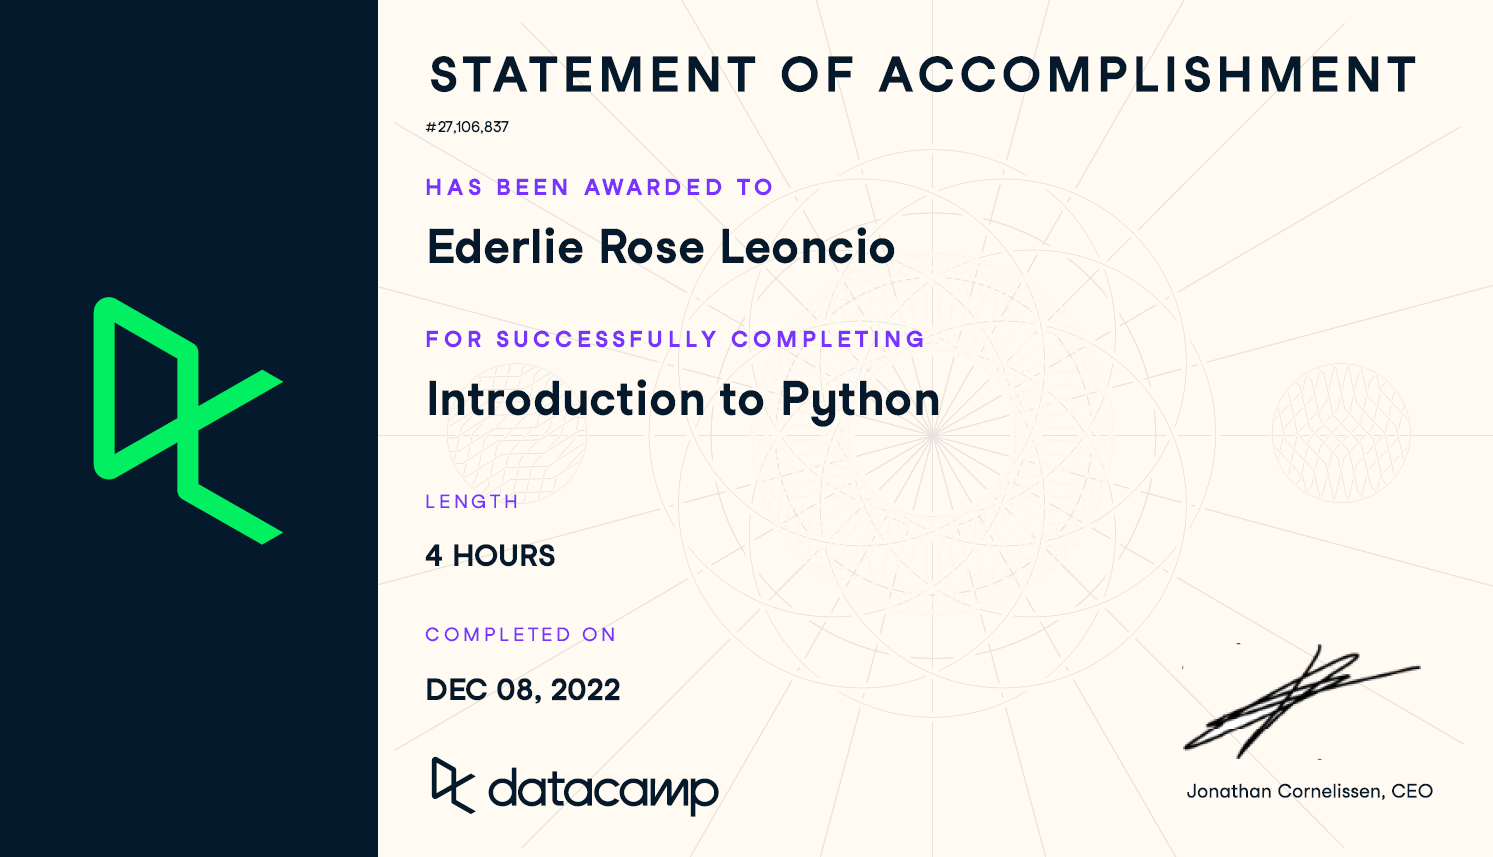 STATEMENT OF ACCOMPLISHMENT
#27,106,837
HAS BEEN AWARDED TO
Ederlie Rose Leoncio
FOR SUCCESSFULLY COMPLETING
Introduction to Python
LENGTH
4 HOURS
COMPLETED ON
DEC 08, 2022
datacamp
Jonathan Cornelissen, CEO